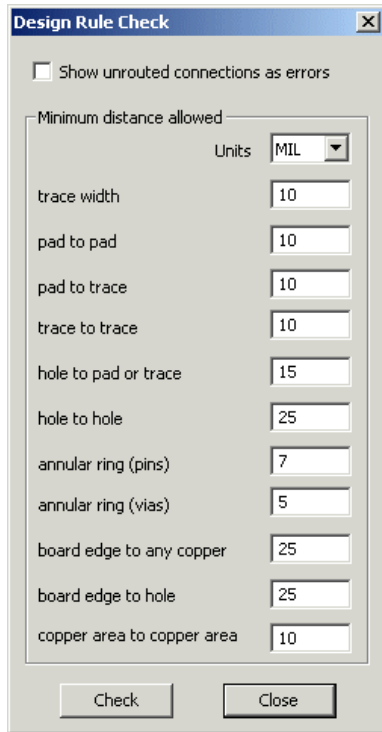 Design Rule Check
Show unrouted connections as errors
Minimum distance allowed
Units MIL
trace width 10
pad to pad 10
pad to trace 10
trace to trace 10
hole to pad or trace 15
hole to hole 25
annular ring (pins) 7
annular ring (vias) 5
board edge to any copper 25
board edge to hole 25
copper area to copper area 10
Check Close